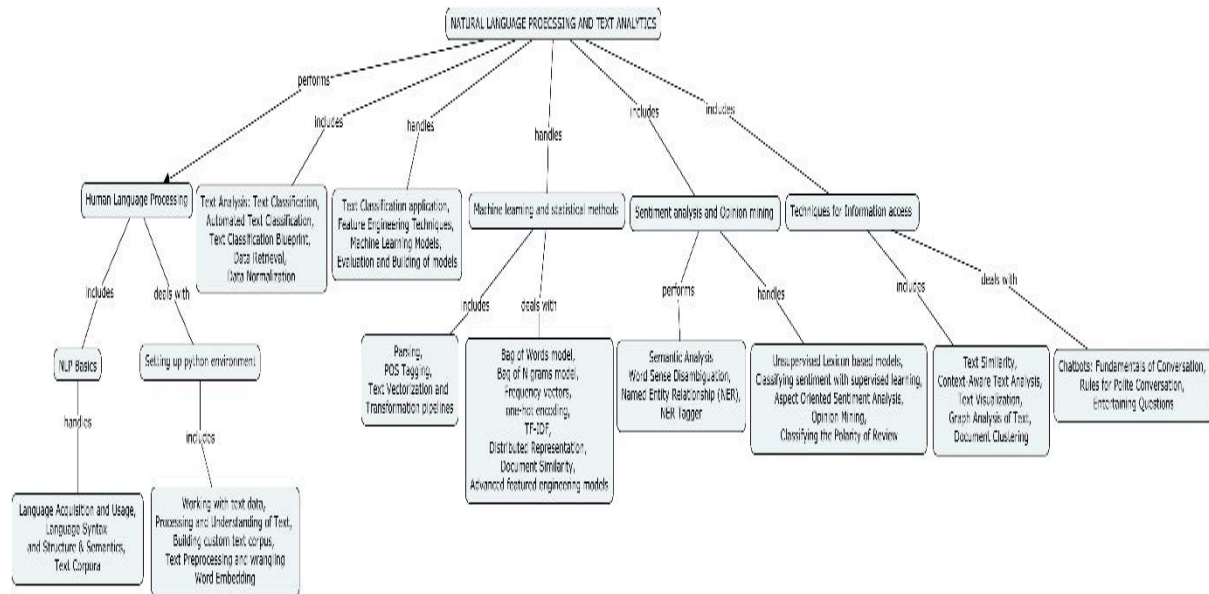 NATURAL LANGUAGE PROECSSING AND TEXT ANALYTICS
performs
includes
handles
handles
includes
includes
Human Language Processing
Text Analysis: Text Classification,
Automated Text Classification,
Text Classification Blueprint,
Data Retrieval,
Data Normalization
Text Classification application,
Feature Engineering Techniques,
Machine Learning Models,
Evaluation and Building of models
Machine learning and statistical methods
Sentiment analysis and Opinion mining
Techniques for Information access
includes
deals with
includes
deals with
performs
handles
includes
deals with
NLP Basics
Setting up python environment
Parsing,
POS Tagging,
Text Vectorization and
Transformation pipelines
Bag of Words model,
Bag of N grams model,
Frequency vectors,
one-hot encoding,
TF-IDF,
Distributed Representation,
Document Similarity,
Advanced featured engineering models
Semantic Analysis
Word Sense Disambiguation,
Named Entity Relationship (NER),
NER Tagger
Unsupervised Lexicon based models,
Classifying sentiment with supervised learning,
Aspect Oriented Sentiment Analysis,
Opinion Mining,
Classifying the Polarity of Review
Text Similarity,
Context-Aware Text Analysis,
Text Visualization,
Graph Analysis of Text,
Document Clustering
Chatbots: Fundamentals of Conversation,
Rules for Polite Conversation,
Entertaining Questions
handles
includes
Language Acquisition and Usage,
Language Syntax
and Structure & Semantics,
Text Corpora
Working with text data,
Processing and Understanding of Text,
Building custom text corpus,
Text Preprocessing and wrangling
Word Embedding